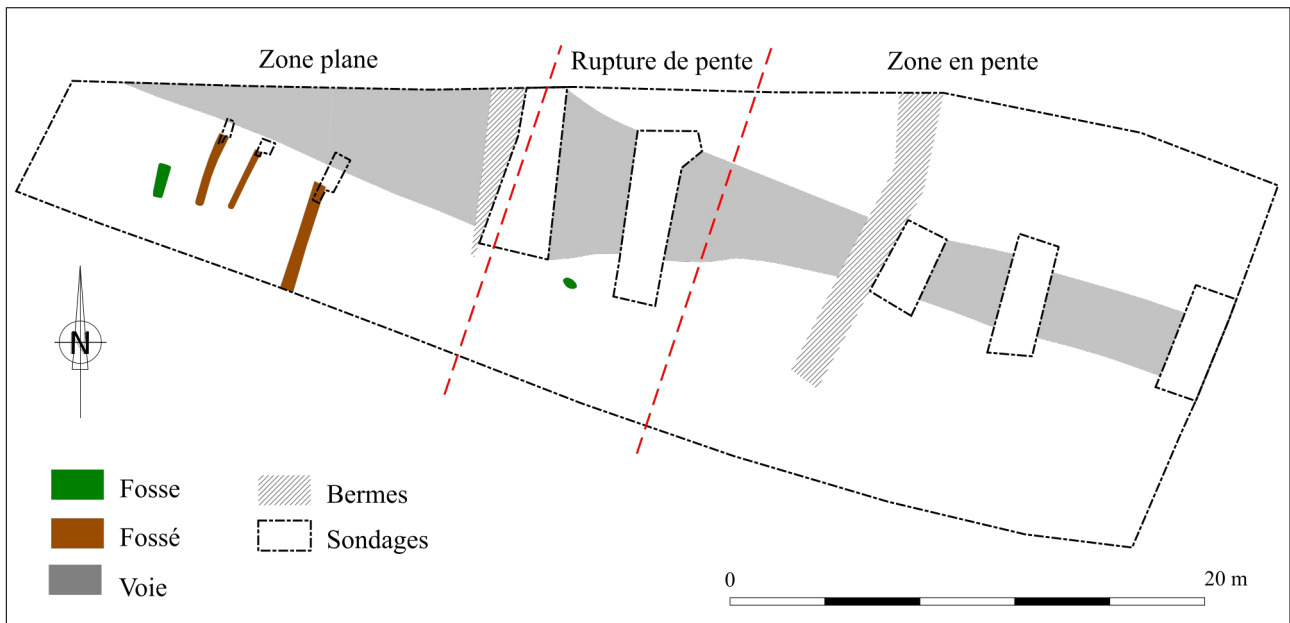 Zone plane
Rupture de pente
Zone en pente
N
Fosse
Fossé
Voie
Bermes
Sondages
0
20 m